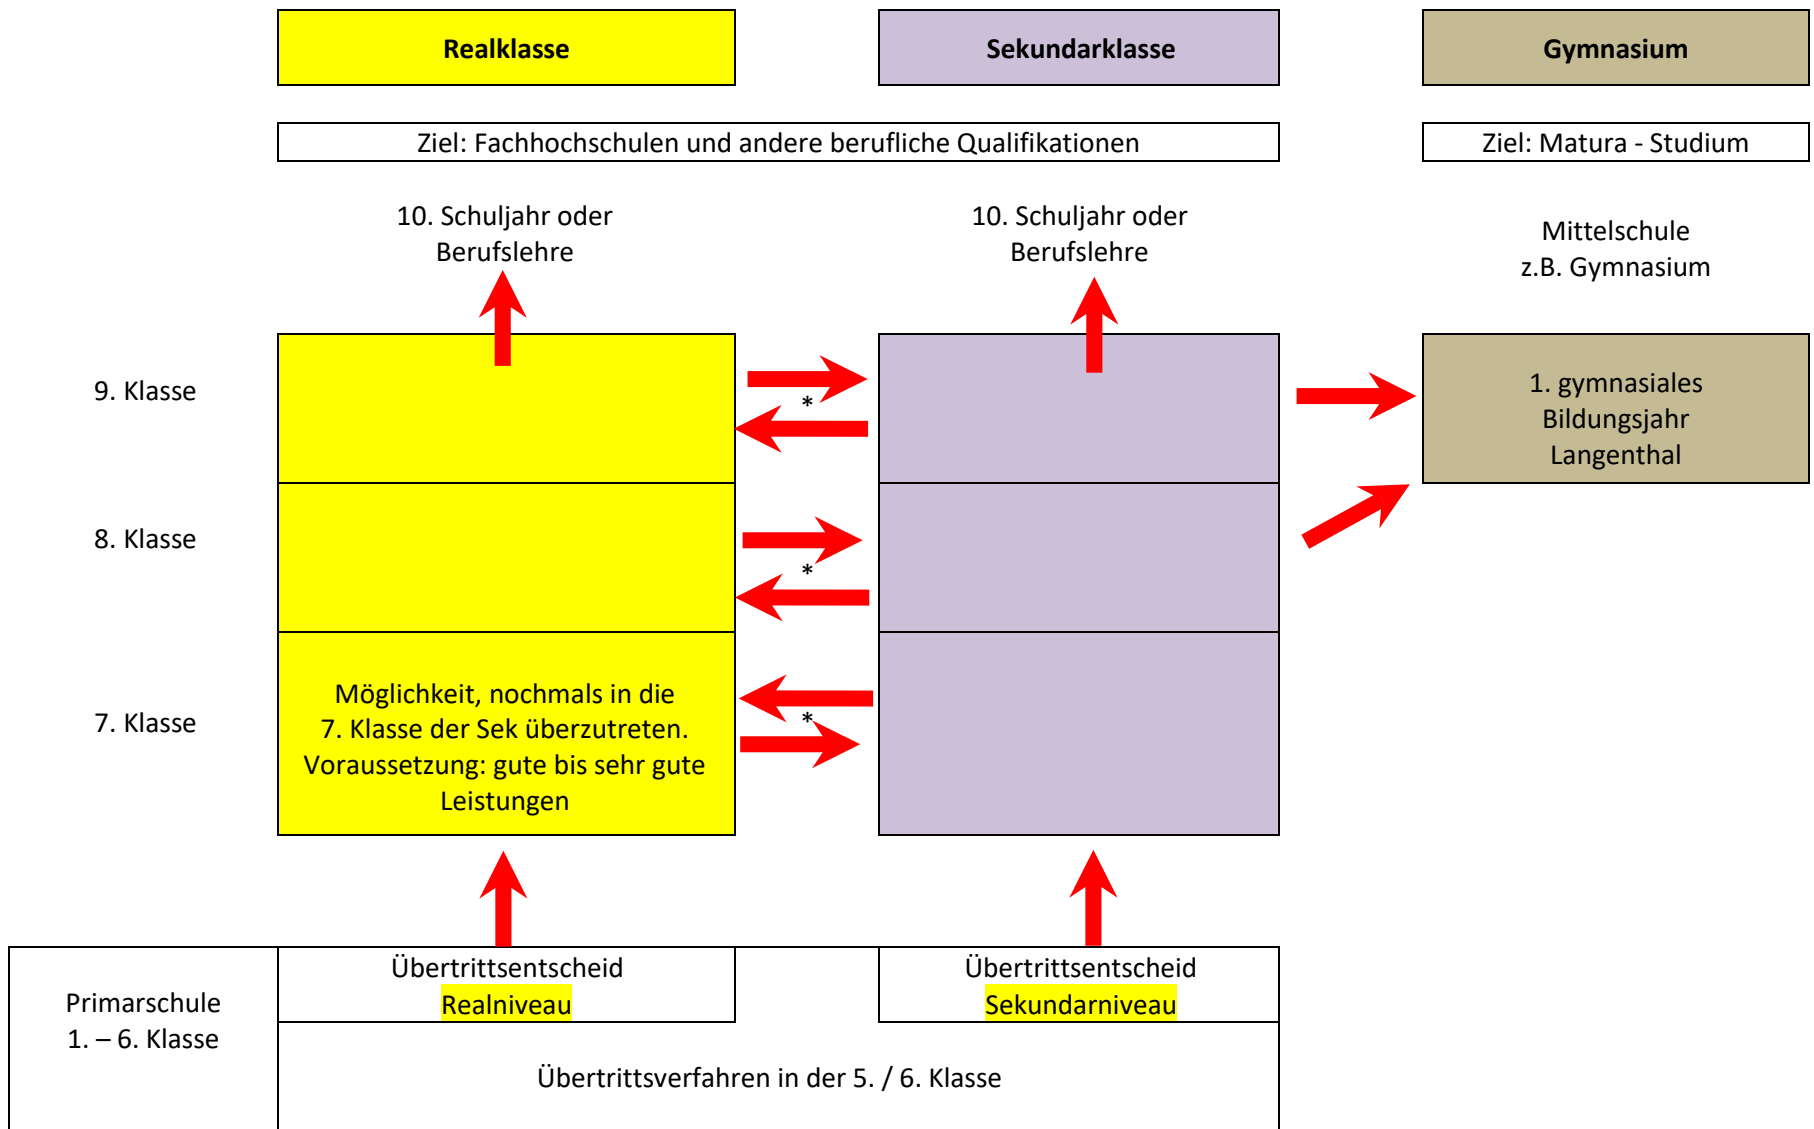 Realklasse
Sekundarklasse
Gymnasium
Ziel: Fachhochschulen und andere berufliche Qualifikationen
Ziel: Matura - Studium
10. Schuljahr oder
Berufslehre
10. Schuljahr oder
Berufslehre
Mittelschule
z.B. Gymnasium
9. Klasse
*
1. gymnasiales
Bildungsjahr
Langenthal
8. Klasse
*
7. Klasse
Möglichkeit, nochmals in die
7. Klasse der Sek überzutreten.
Voraussetzung: gute bis sehr gute
Leistungen
*
Primarschule
1. – 6. Klasse
Übertrittsentscheid
Realniveau
Übertrittsentscheid
Sekundarniveau
Übertrittsverfahren in der 5. / 6. Klasse